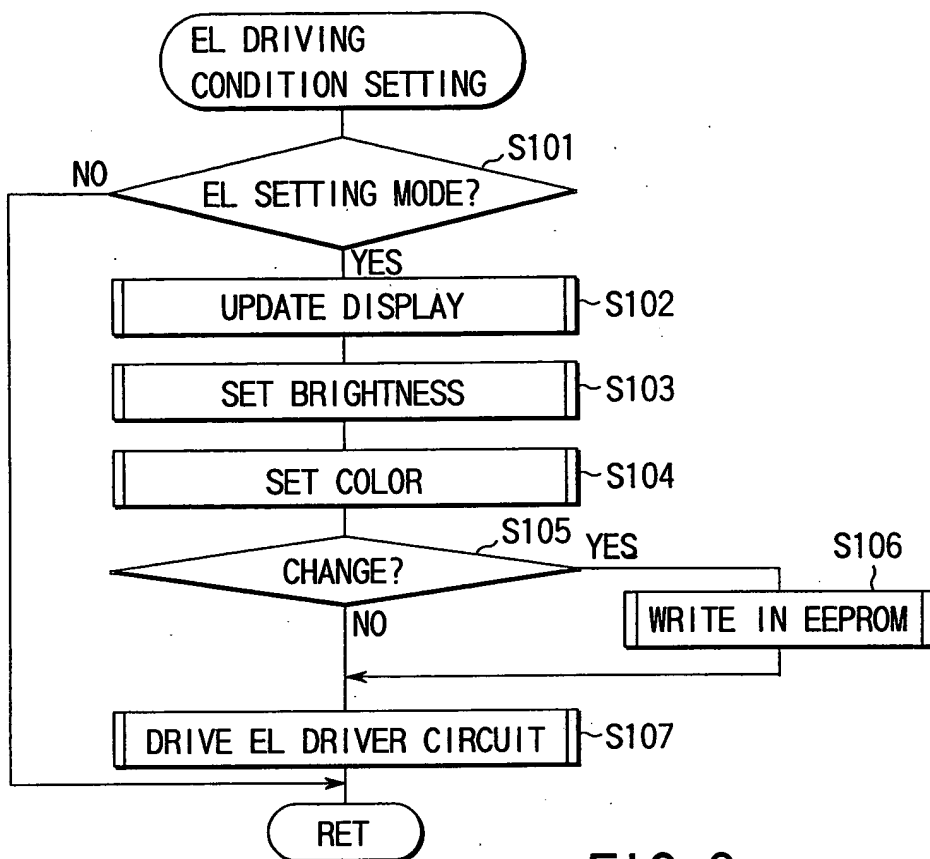 EL DRIVING
CONDITION SETTING
S101
NO
EL SETTING MODE?
YES
UPDATE DISPLAY
S102
SET BRIGHTNESS
S103
SET COLOR
S104
S105
YES
S106
CHANGE?
WRITE IN EEPROM
NO
DRIVE EL DRIVER CIRCUIT
S107
RET